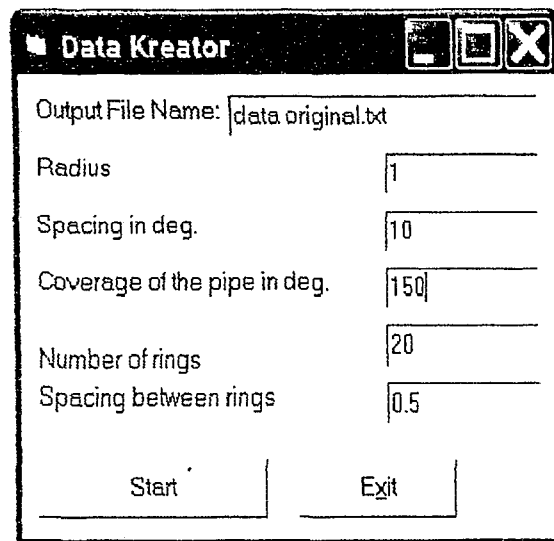 Data Kreator
Output File Name: data original.txt
Radius 1
Spacing in deg. 10
Coverage of the pipe in deg. 150
Number of rings 20
Spacing between rings 0.5
Start Exit